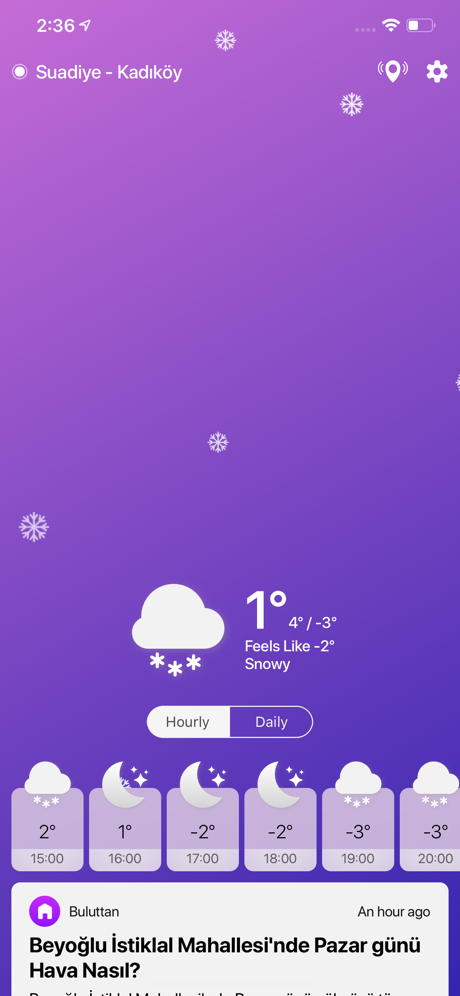 2:36
Suadiye - Kadıköy
1°
4° / -3°
Feels Like -2°
Snowy
Hourly Daily
2° 1° -2° -2° -3° -3°
15:00 16:00 17:00 18:00 19:00 20:00
Buluttan An hour ago
Beyoğlu İstiklal Mahallesi'nde Pazar günü
Hava Nasıl?